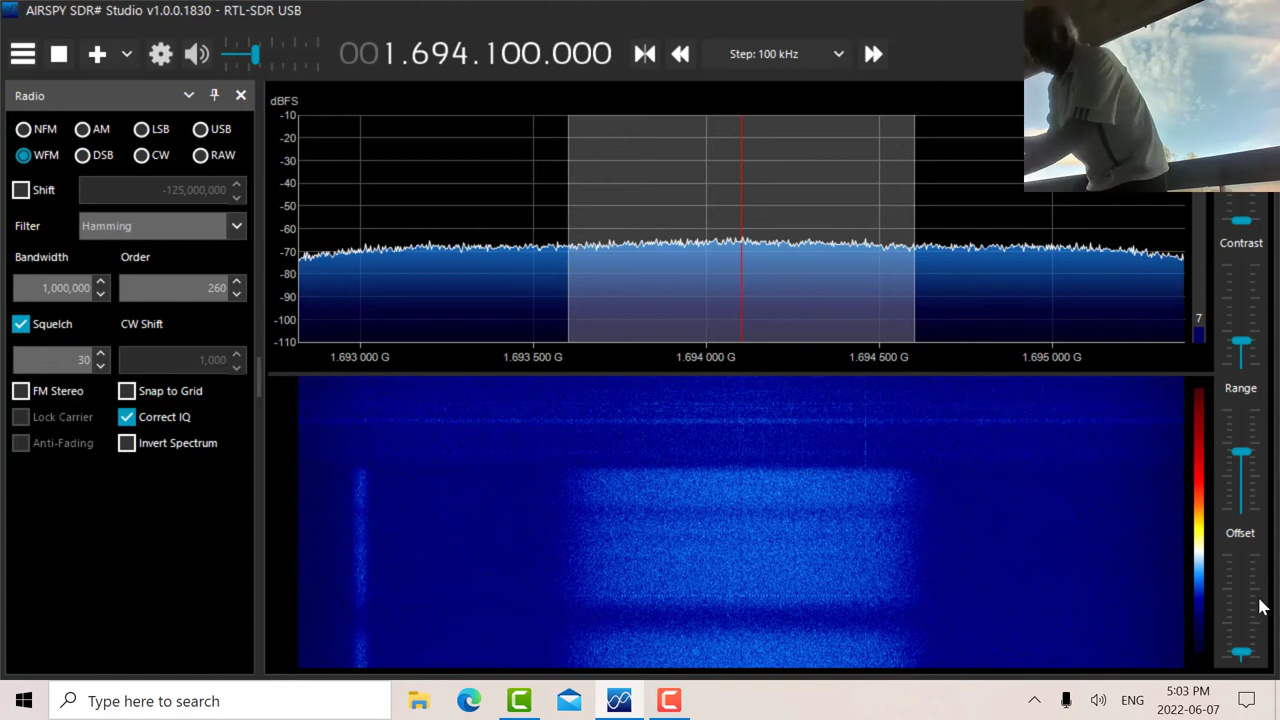 AIRSPY SDR# Studio v1.0.0.1830 - RTL-SDR USB
001.694.100.000
Step: 100 kHz
Radio
NFM AM LSB USB
WFM DSB CW RAW
Shift -125,000,000
Filter Hamming
Bandwidth Order
1,000,000 260
Squelch CW Shift
30 1,000
FM Stereo Snap to Grid
Lock Carrier Correct IQ
Anti-Fading Invert Spectrum
dBFS
-10
-20
-30
-40
-50
-60
-70
-80
-90
-100
-110
1.693 000 G 1.693 500 G 1.694 000 G 1.694 500 G 1.695 000 G
7
Contrast
Range
Offset
Type here to search
ENG
5:03 PM
2022-06-07